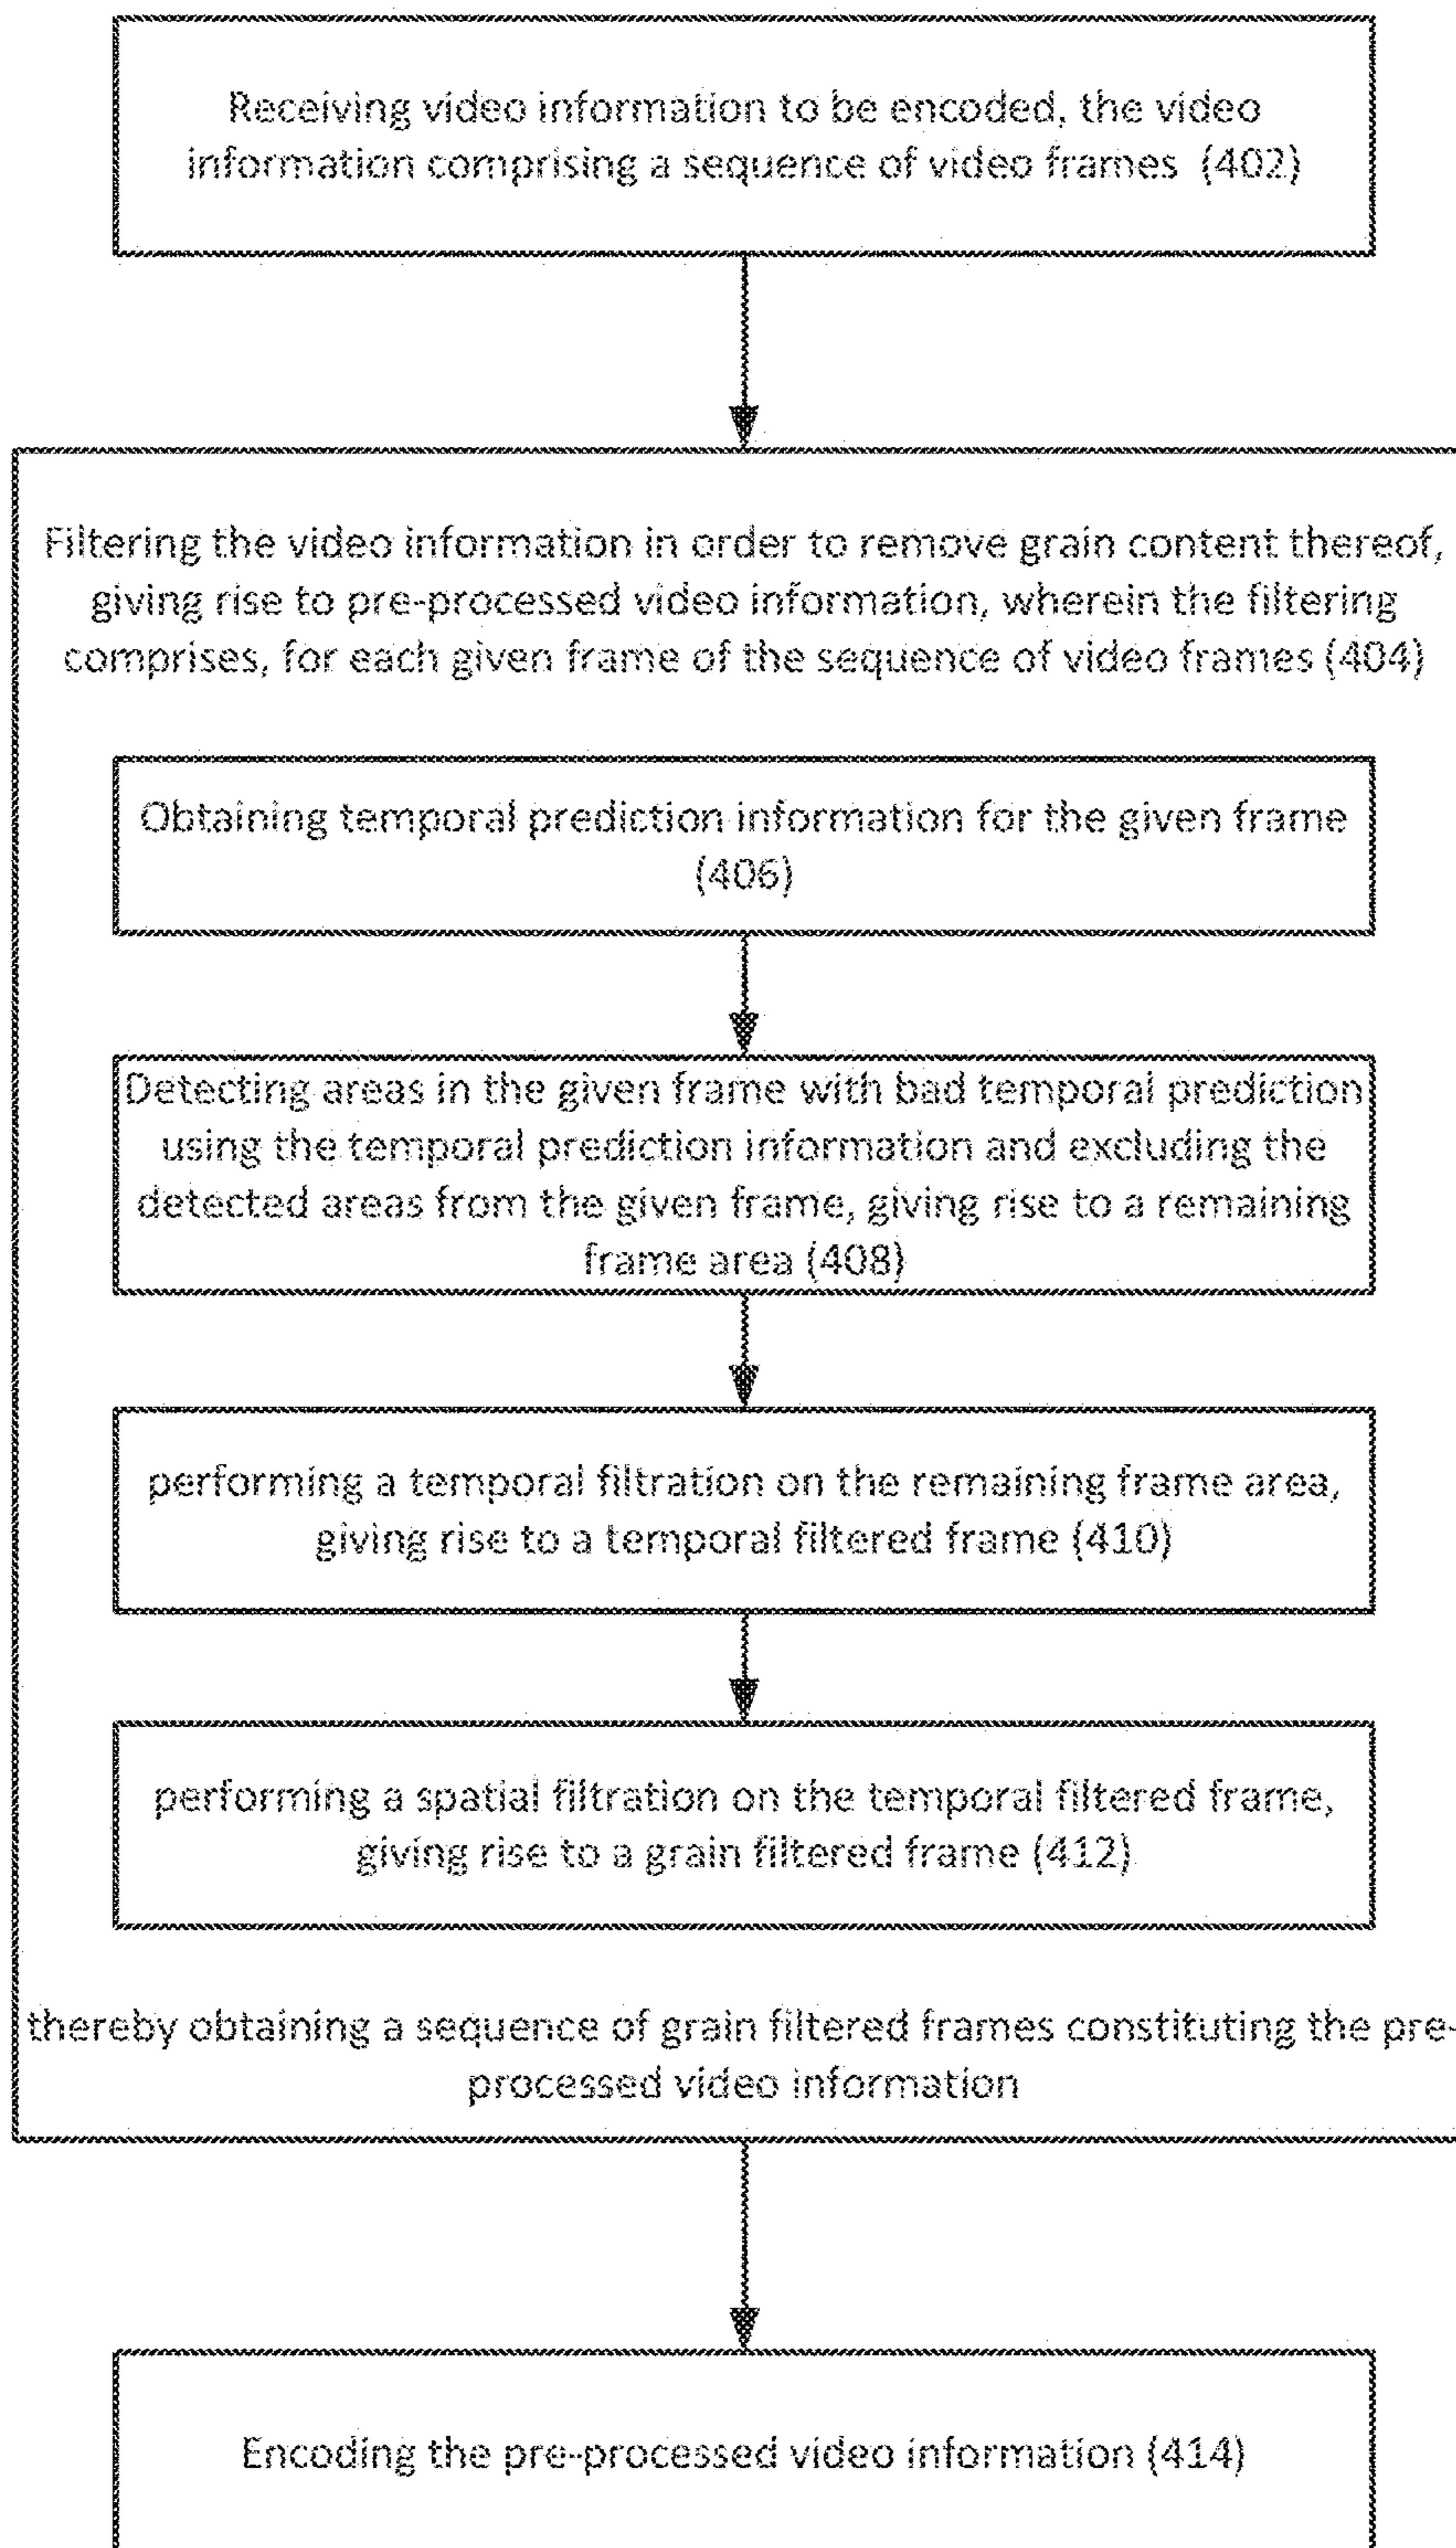 Receiving video information to be encoded, the video
information comprising a sequence of video frames (402)
Filtering the video information in order to remove grain content thereof,
giving rise to pre-processed video information, wherein the filtering
comprises, for each given frame of the sequence of video frames (404)
Obtaining temporal prediction information for the given frame
(406)
Detecting areas in the given frame with bad temporal prediction
using the temporal prediction information and excluding the
detected areas from the given frame, giving rise to a remaining
frame area (408)
performing a temporal filtration on the remaining frame area,
giving rise to a temporal filtered frame (410)
performing a spatial filtration on the temporal filtered frame,
giving rise to a grain filtered frame (412)
thereby obtaining a sequence of grain filtered frames constituting the pre-
processed video information
Encoding the pre-processed video information (414)